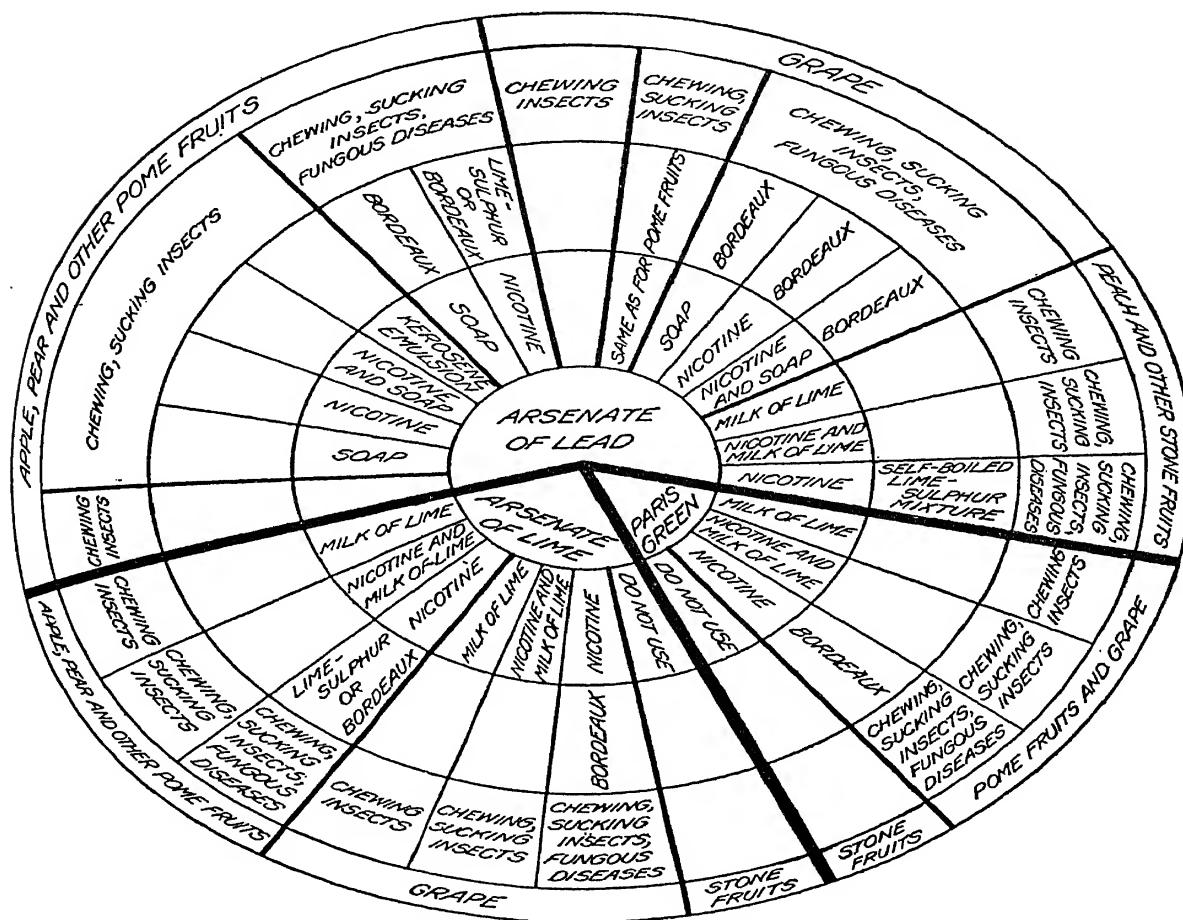 APPLE, PEAR AND OTHER POME FRUITS
CHEWING
INSECTS
CHEWING, SUCKING INSECTS
SOAP
NICOTINE
NICOTINE
AND SOAP
KEROSENE
EMULSION
CHEWING, SUCKING
INSECTS,
FUNGOUS DISEASES
BORDEAUX
SOAP
LIME-
SULPHUR
OR
BORDEAUX
NICOTINE
GRAPE
CHEWING
INSECTS
CHEWING,
SUCKING
INSECTS
SAME AS FOR POME FRUITS
CHEWING, SUCKING
INSECTS,
FUNGOUS DISEASES
BORDEAUX
SOAP
BORDEAUX
NICOTINE
BORDEAUX
NICOTINE
AND SOAP
PEACH AND OTHER STONE FRUITS
CHEWING
INSECTS
MILK OF LIME
CHEWING,
SUCKING
INSECTS
NICOTINE AND
MILK OF LIME
CHEWING,
SUCKING
INSECTS,
FUNGOUS
DISEASES
SELF-BOILED
LIME-
SULPHUR
MIXTURE
NICOTINE
ARSENATE
OF LEAD
PARIS
GREEN
POME FRUITS AND GRAPE
CHEWING
INSECTS
MILK OF LIME
CHEWING,
SUCKING
INSECTS
NICOTINE AND
MILK OF LIME
CHEWING,
SUCKING
INSECTS,
FUNGOUS
DISEASES
BORDEAUX
NICOTINE
STONE
FRUITS
DO NOT USE
ARSENATE
OF LIME
STONE
FRUITS
DO NOT USE
GRAPE
CHEWING,
SUCKING
INSECTS,
FUNGOUS
DISEASES
BORDEAUX
NICOTINE
CHEWING,
SUCKING
INSECTS
NICOTINE AND
MILK OF LIME
CHEWING
INSECTS
MILK OF LIME
APPLE, PEAR AND OTHER POME FRUITS
CHEWING,
SUCKING
INSECTS,
FUNGOUS
DISEASES
LIME-
SULPHUR
OR
BORDEAUX
NICOTINE
CHEWING,
SUCKING
INSECTS
NICOTINE AND
MILK OF LIME
CHEWING
INSECTS
MILK OF LIME